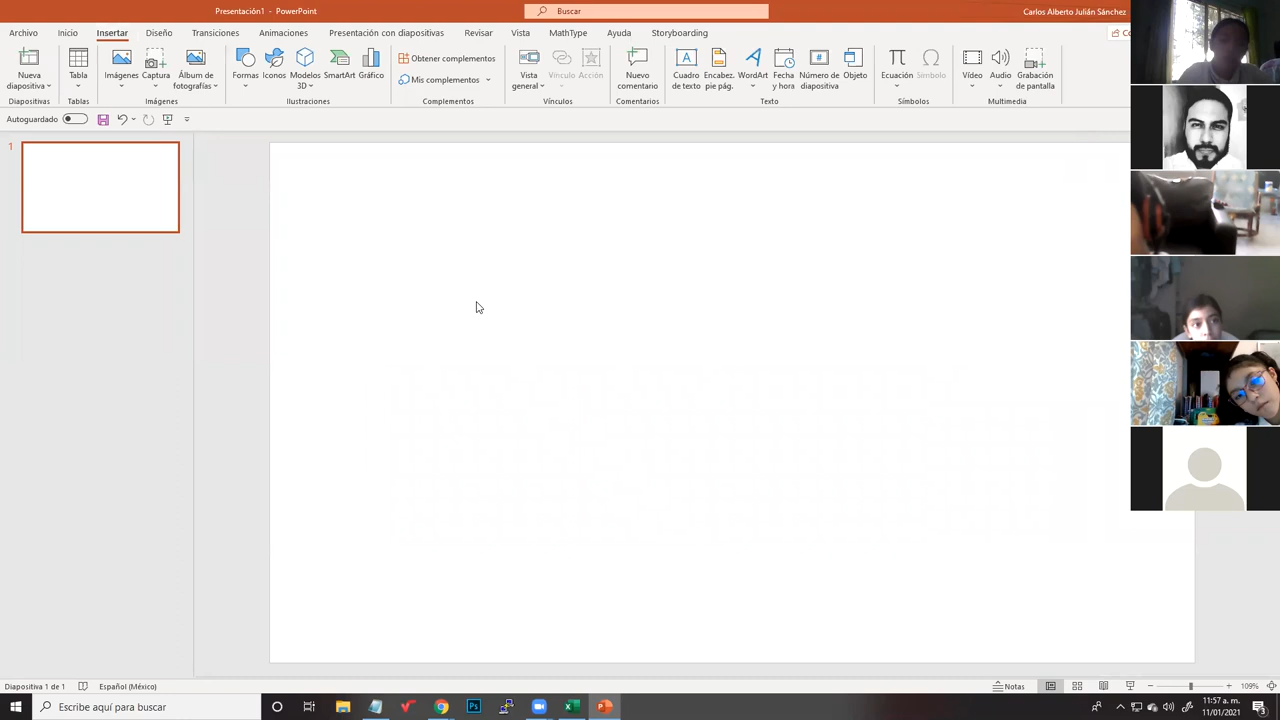 Presentación1 - PowerPoint
Buscar
Carlos Alberto Julián Sánchez
Archivo Inicio Insertar Diseño Transiciones Animaciones Presentación con diapositivas Revisar Vista MathType Ayuda Storyboarding
Nueva diapositiva
Tabla
Imágenes
Captura
Álbum de fotografías
Formas
Iconos
Modelos 3D
SmartArt
Gráfico
Obtener complementos
Mis complementos
Vista general
Vínculo
Acción
Nuevo comentario
Cuadro de texto
Encabez. pie pág.
WordArt
Fecha y hora
Número de diapositiva
Objeto
Ecuación
Símbolo
Vídeo
Audio
Grabación de pantalla
Diapositivas Tablas Imágenes Ilustraciones Complementos Vínculos Comentarios Texto Símbolos Multimedia
Autoguardado
1
Diapositiva 1 de 1 Español (México)
Notas
109%
Escribe aquí para buscar
Ps
11:57 a. m.
11/01/2021
3